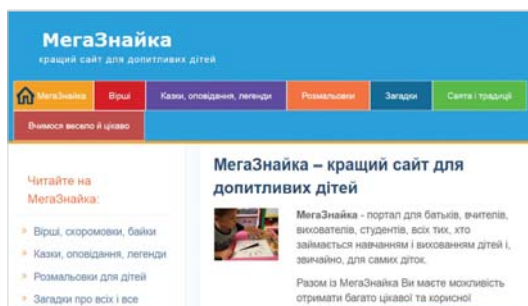 МегаЗнайка
кращий сайт для допитливих дітей
МегаЗнайка Вірші Казки, оповідання, легенди Розмальовки Загадки Свята і традиції
Вчимося весело й цікаво
Читайте на
МегаЗнайка:
Вірші, скоромовки, байки
Казки, оповідання, легенди
Розмальовки для дітей
Загадки про всіх і все
МегаЗнайка – кращий сайт для
допитливих дітей
МегаЗнайка - портал для батьків, вчителів,
вихователів, студентів, всіх тих, хто
займається навчанням і вихованням дітей і,
звичайно, для самих діток.
Разом із МегаЗнайка Ви маєте можливість
отримати багато цікавої та корисної